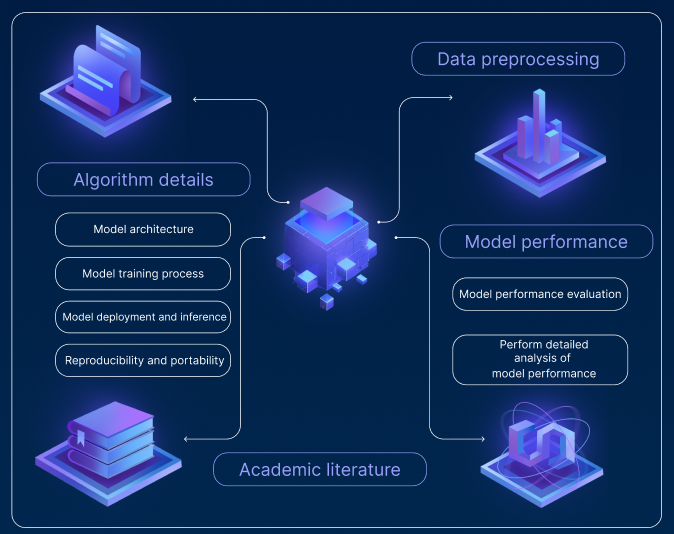 Data preprocessing
Algorithm details
Model architecture
Model training process
Model deployment and inference
Reproducibility and portability
Model performance
Model performance evaluation
Perform detailed
analysis of
model performance
Academic literature